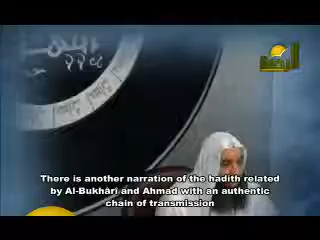 الرحمة
There is another narration of the hadith related
by Al-Bukhâri and Ahmad with an authentic
chain of transmission